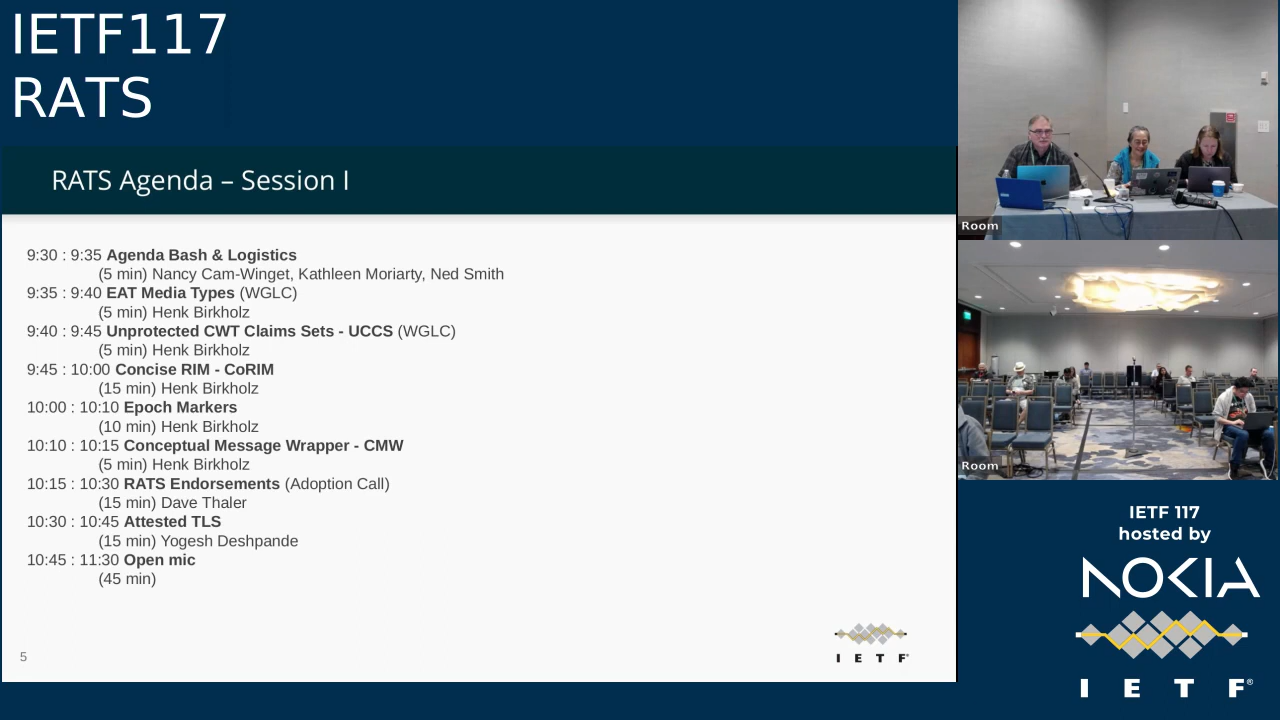 IETF117
RATS
RATS Agenda – Session I
9:30 : 9:35 Agenda Bash & Logistics
(5 min) Nancy Cam-Winget, Kathleen Moriarty, Ned Smith
9:35 : 9:40 EAT Media Types (WGLC)
(5 min) Henk Birkholz
9:40 : 9:45 Unprotected CWT Claims Sets - UCCS (WGLC)
(5 min) Henk Birkholz
9:45 : 10:00 Concise RIM - CoRIM
(15 min) Henk Birkholz
10:00 : 10:10 Epoch Markers
(10 min) Henk Birkholz
10:10 : 10:15 Conceptual Message Wrapper - CMW
(5 min) Henk Birkholz
10:15 : 10:30 RATS Endorsements (Adoption Call)
(15 min) Dave Thaler
10:30 : 10:45 Attested TLS
(15 min) Yogesh Deshpande
10:45 : 11:30 Open mic
(45 min)
5
I E T F®
Room
Room
IETF 117
hosted by
NOKIA
I E T F®